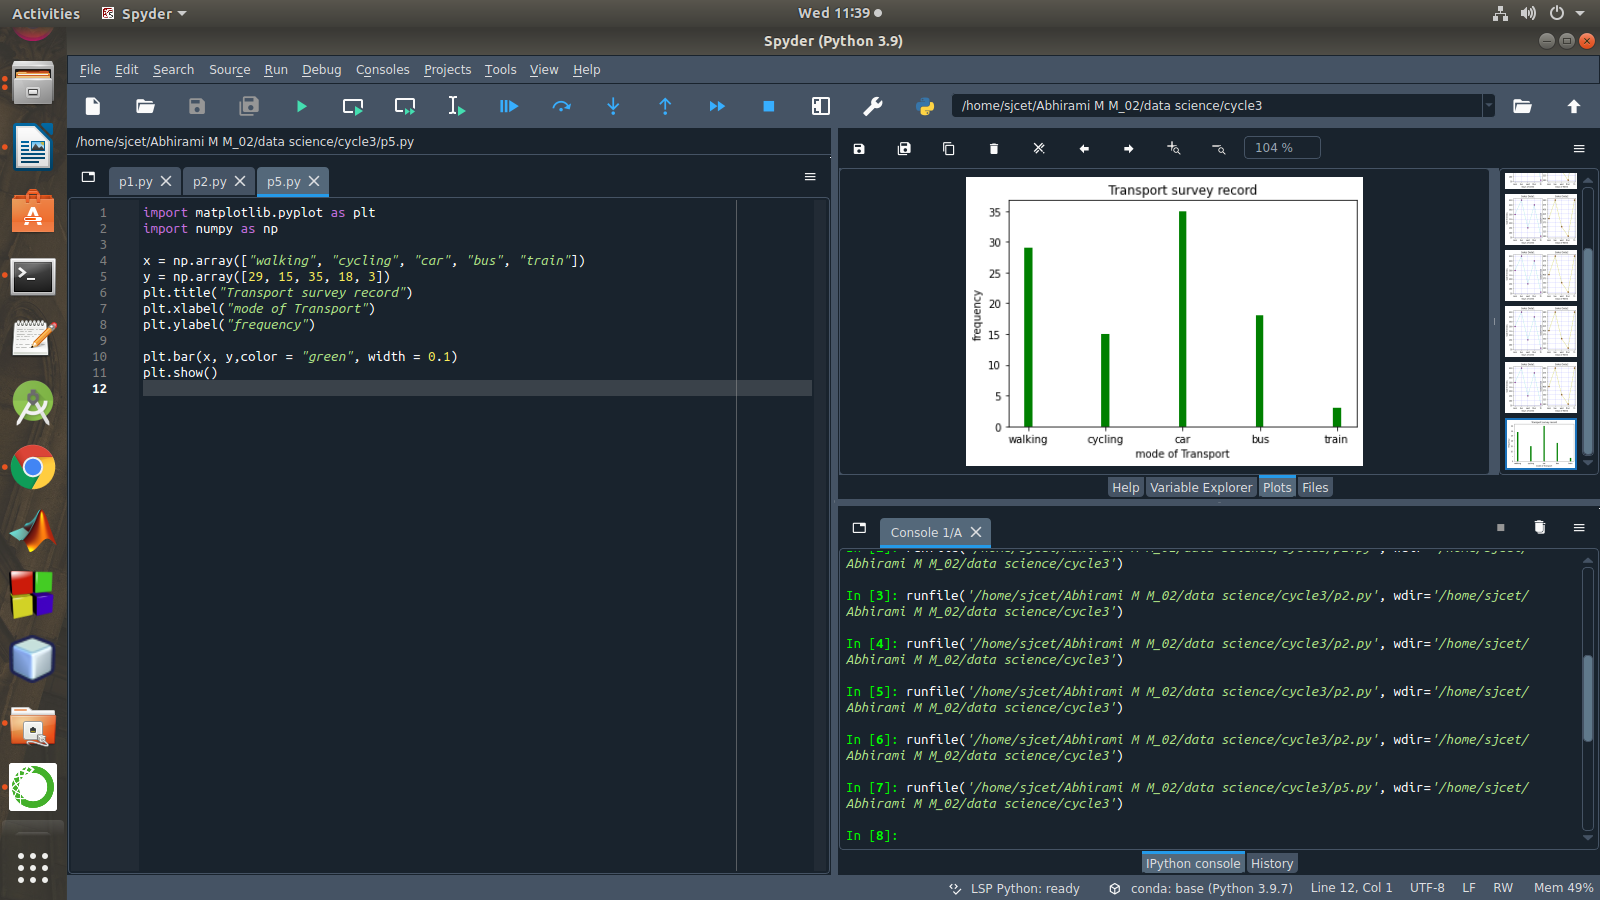 Activities Spyder Wed 11:39
Spyder (Python 3.9)
File Edit Search Source Run Debug Consoles Projects Tools View Help
/home/sjcet/Abhirami M M_02/data science/cycle3
/home/sjcet/Abhirami M M_02/data science/cycle3/p5.py
104 %
p1.py p2.py p5.py
1 import matplotlib.pyplot as plt
2 import numpy as np
3
4 x = np.array(["walking", "cycling", "car", "bus", "train"])
5 y = np.array([29, 15, 35, 18, 3])
6 plt.title("Transport survey record")
7 plt.xlabel("mode of Transport")
8 plt.ylabel("frequency")
9
10 plt.bar(x, y,color = "green", width = 0.1)
11 plt.show()
12
Transport survey record
35
30
25
20
15
10
5
0
frequency
walking cycling car bus train
mode of Transport
Help Variable Explorer Plots Files
Console 1/A
Abhirami M M_02/data science/cycle3')
In [3]: runfile('/home/sjcet/Abhirami M M_02/data science/cycle3/p2.py', wdir='/home/sjcet/
Abhirami M M_02/data science/cycle3')
In [4]: runfile('/home/sjcet/Abhirami M M_02/data science/cycle3/p2.py', wdir='/home/sjcet/
Abhirami M M_02/data science/cycle3')
In [5]: runfile('/home/sjcet/Abhirami M M_02/data science/cycle3/p2.py', wdir='/home/sjcet/
Abhirami M M_02/data science/cycle3')
In [6]: runfile('/home/sjcet/Abhirami M M_02/data science/cycle3/p2.py', wdir='/home/sjcet/
Abhirami M M_02/data science/cycle3')
In [7]: runfile('/home/sjcet/Abhirami M M_02/data science/cycle3/p5.py', wdir='/home/sjcet/
Abhirami M M_02/data science/cycle3')
In [8]:
IPython console History
LSP Python: ready conda: base (Python 3.9.7) Line 12, Col 1 UTF-8 LF RW Mem 49%